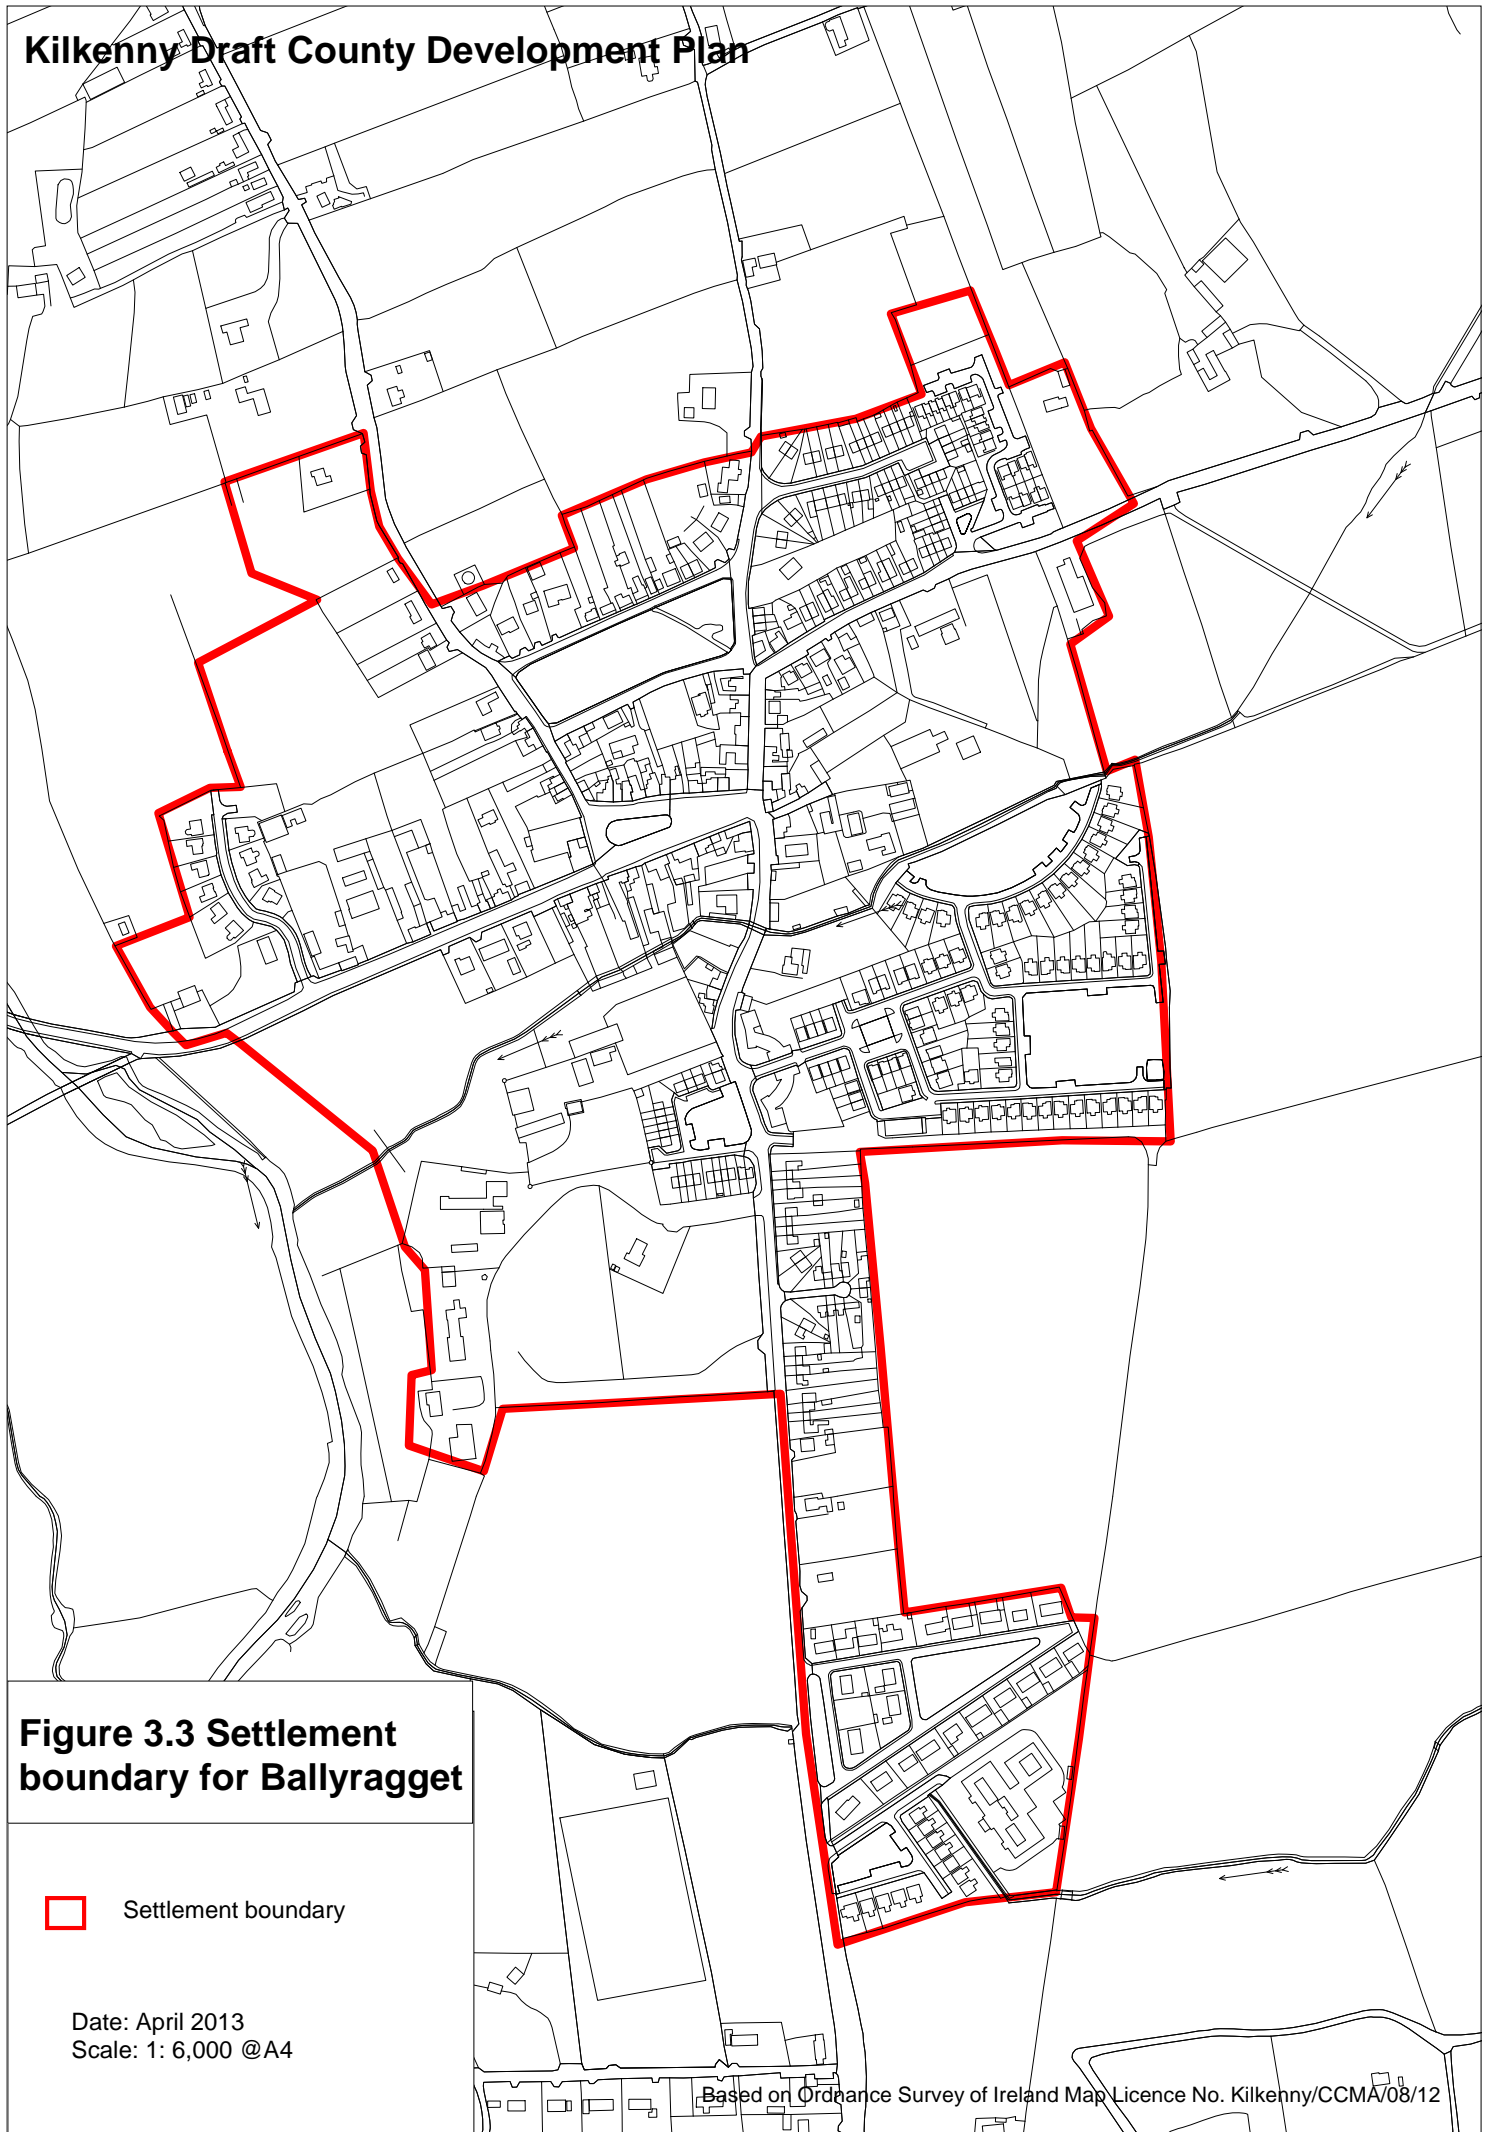 Kilkenny Draft County Development Plan
Figure 3.3 Settlement
boundary for Ballyragget
Settlement boundary
Date: April 2013
Scale: 1: 6,000 @A4
Based on Ordnance Survey of Ireland Map Licence No. Kilkenny/CCMA/08/12